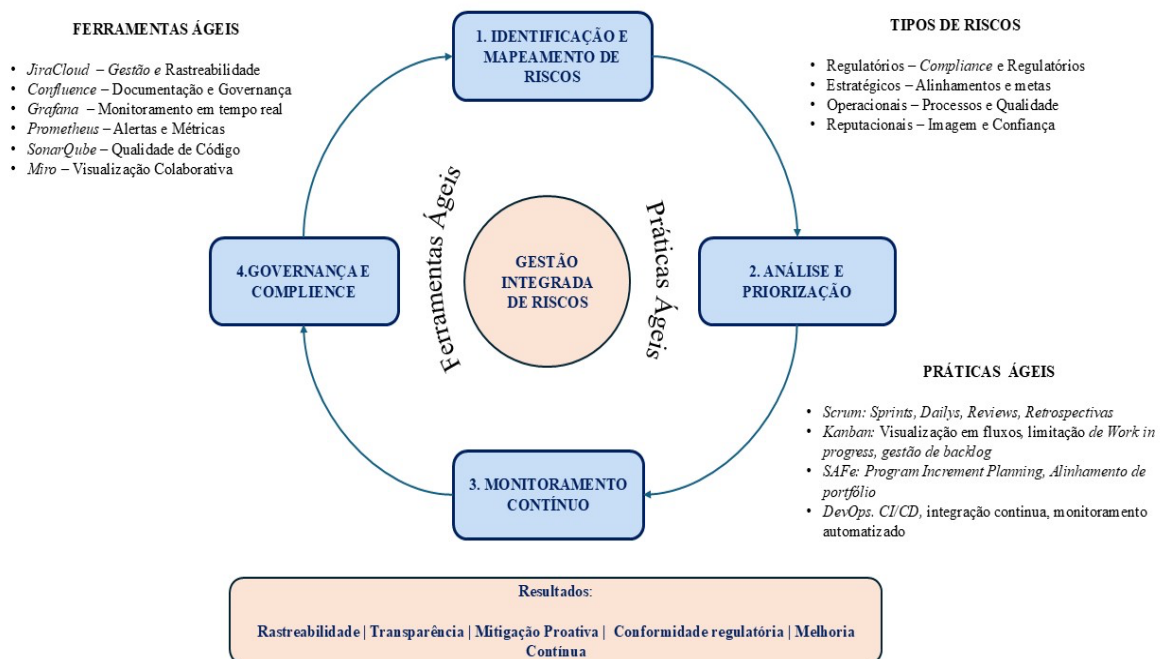 FERRAMENTAS ÁGEIS
• JiraCloud – Gestão e Rastreabilidade
• Confluence – Documentação e Governança
• Grafana – Monitoramento em tempo real
• Prometheus – Alertas e Métricas
• SonarQube – Qualidade de Código
• Miro – Visualização Colaborativa
1. IDENTIFICAÇÃO E
MAPEAMENTO DE
RISCOS
TIPOS DE RISCOS
• Regulatórios – Compliance e Regulatórios
• Estratégicos – Alinhamentos e metas
• Operacionais – Processos e Qualidade
• Reputacionais – Imagem e Confiança
4.GOVERNANÇA E
COMPLIENCE
Ferramentas Ágeis
GESTÃO
INTEGRADA
DE RISCOS
Práticas Ágeis
2. ANÁLISE E
PRIORIZAÇÃO
PRÁTICAS ÁGEIS
• Scrum: Sprints, Dailys, Reviews, Retrospectivas
• Kanban: Visualização em fluxos, limitação de Work in
progress, gestão de backlog
• SAFe: Program Increment Planning, Alinhamento de
portfólio
• DevOps. CI/CD, integração continua, monitoramento
automatizado
3. MONITORAMENTO
CONTÍNUO
Resultados:
Rastreabilidade | Transparência | Mitigação Proativa | Conformidade regulatória | Melhoria
Contínua